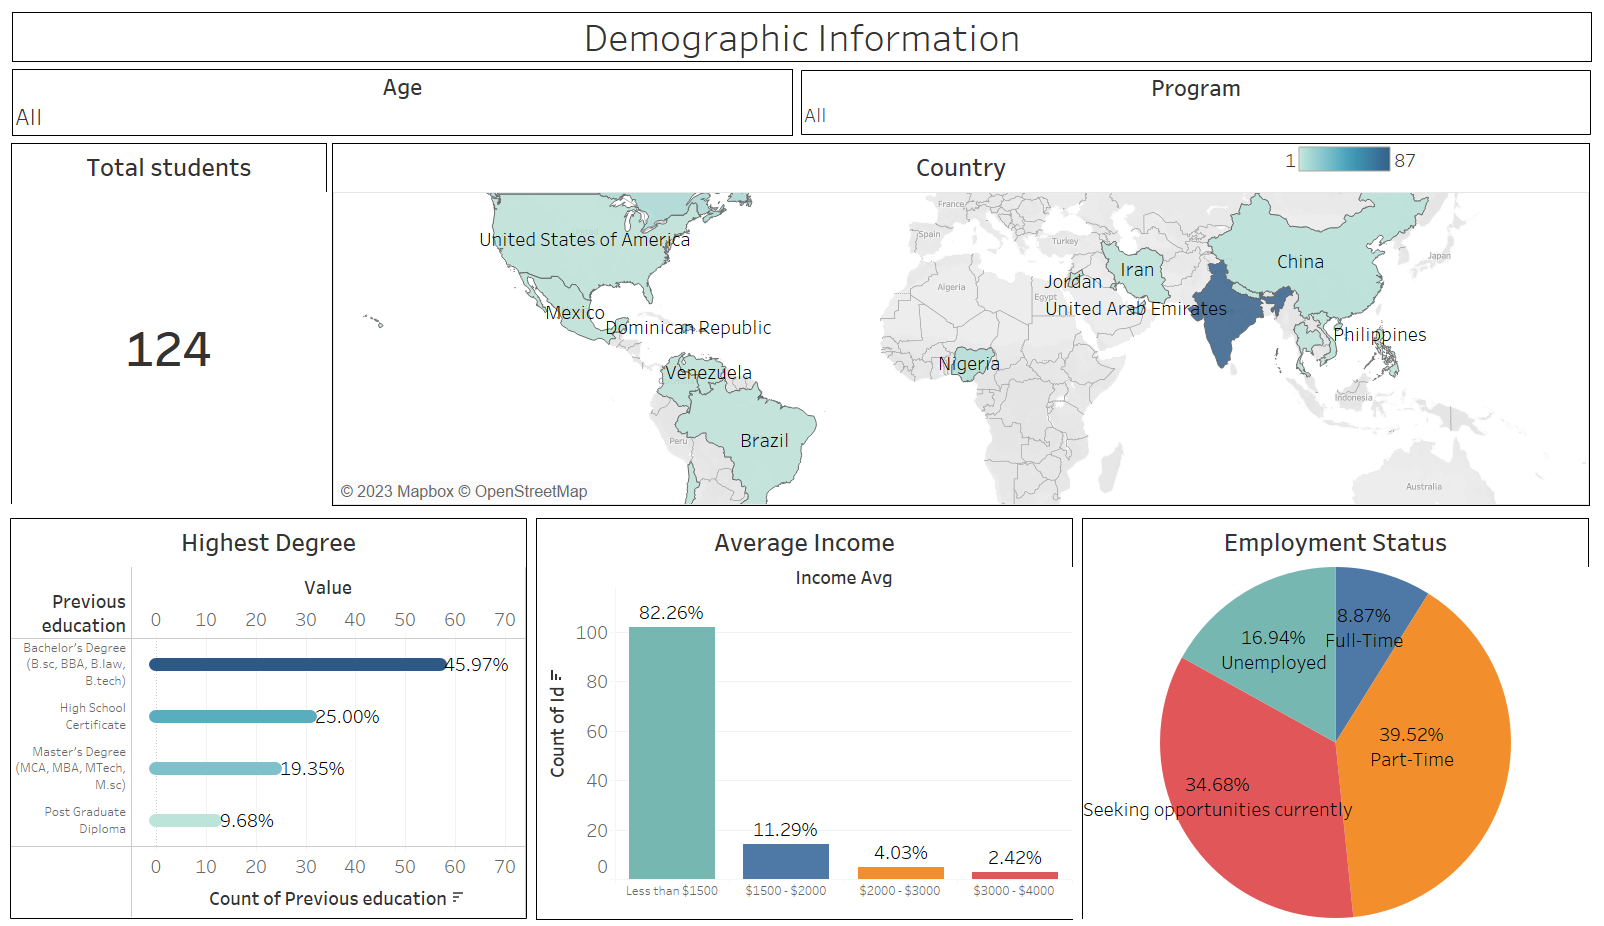 Demographic Information
Age
All
Program
All
Total students
124
Country
1
87
France
Spain
Turkey
Japan
Algeria
Egypt
Indonesia
Peru
Australia
United States of America
Mexico
Dominican Republic
Venezuela
Brazil
Nigeria
Jordan
Iran
United Arab Emirates
China
Philippines
© 2023 Mapbox © OpenStreetMap
Highest Degree
Value
Previous
education
0 10 20 30 40 50 60 70
Bachelor’s Degree
(B.sc, BBA, B.law,
B.tech)
45.97%
High School
Certificate
25.00%
Master’s Degree
(MCA, MBA, MTech,
M.sc)
19.35%
Post Graduate
Diploma
9.68%
0 10 20 30 40 50 60 70
Count of Previous education
Average Income
Income Avg
Count of Id
100
80
60
40
20
0
82.26%
11.29%
4.03%
2.42%
Less than $1500
$1500 - $2000
$2000 - $3000
$3000 - $4000
Employment Status
8.87%
Full-Time
16.94%
Unemployed
39.52%
Part-Time
34.68%
Seeking opportunities currently